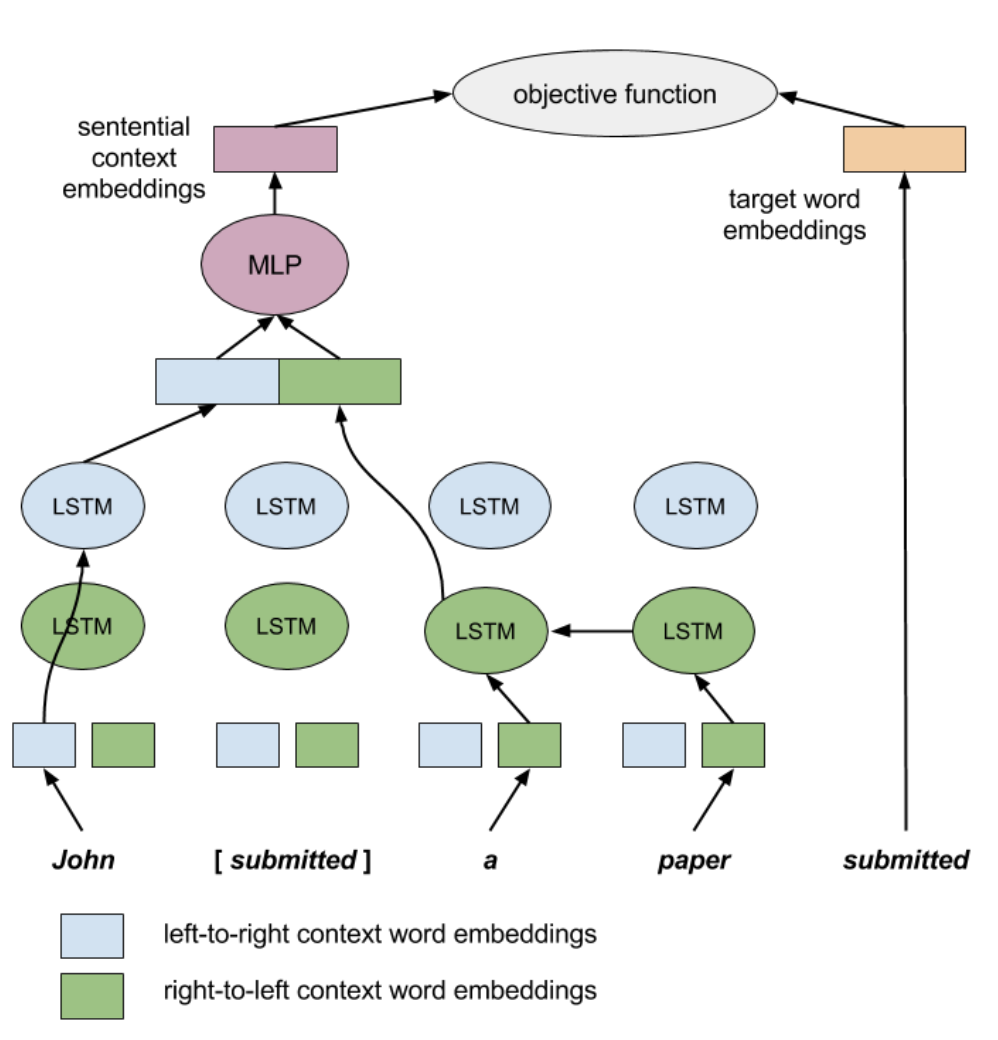 objective function
sentential
context
embeddings
target word
embeddings
MLP
LSTM LSTM LSTM LSTM
LSTM LSTM LSTM LSTM
John [ submitted ] a paper submitted
left-to-right context word embeddings
right-to-left context word embeddings